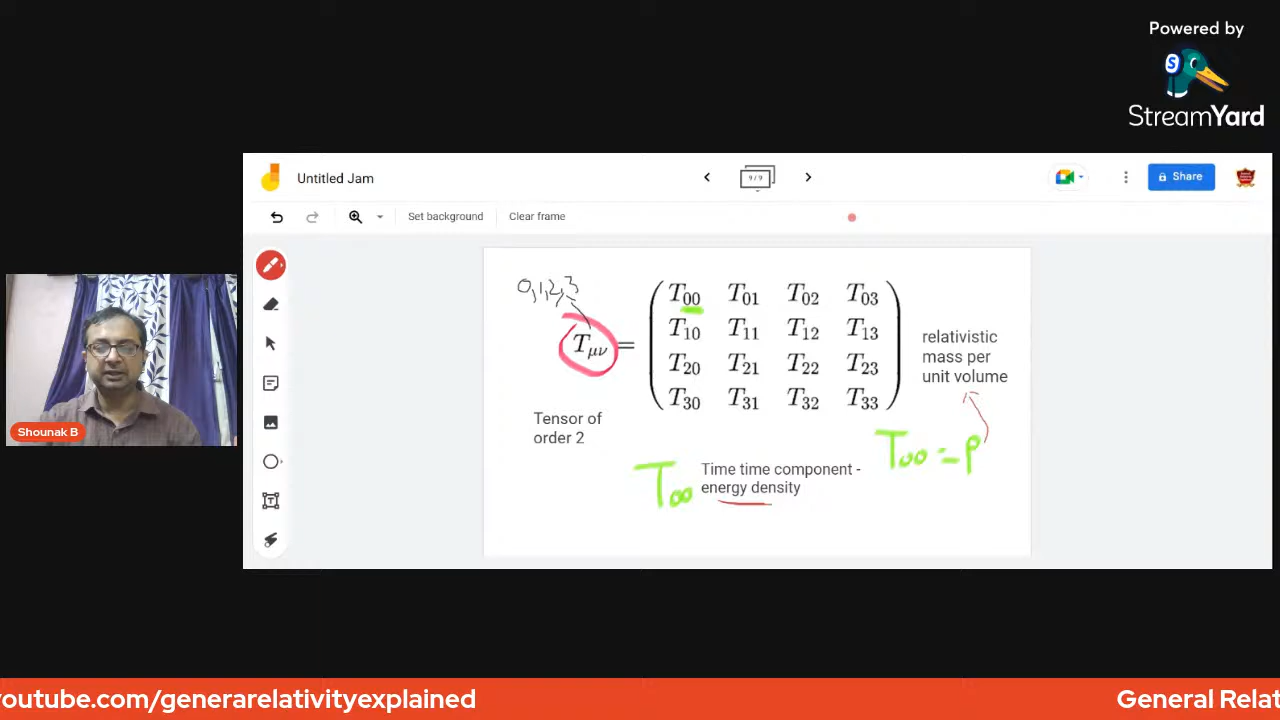 Powered by
StreamYard
Untitled Jam
9 / 9
Share
Set background
Clear frame
0,1,2,3
Tμν =
T00 T01 T02 T03
T10 T11 T12 T13
T20 T21 T22 T23
T30 T31 T32 T33
relativistic
mass per
unit volume
Tensor of
order 2
T00
Time time component -
energy density
T00 = ρ
Shounak B
youtube.com/generarelativityexplained
General Relat